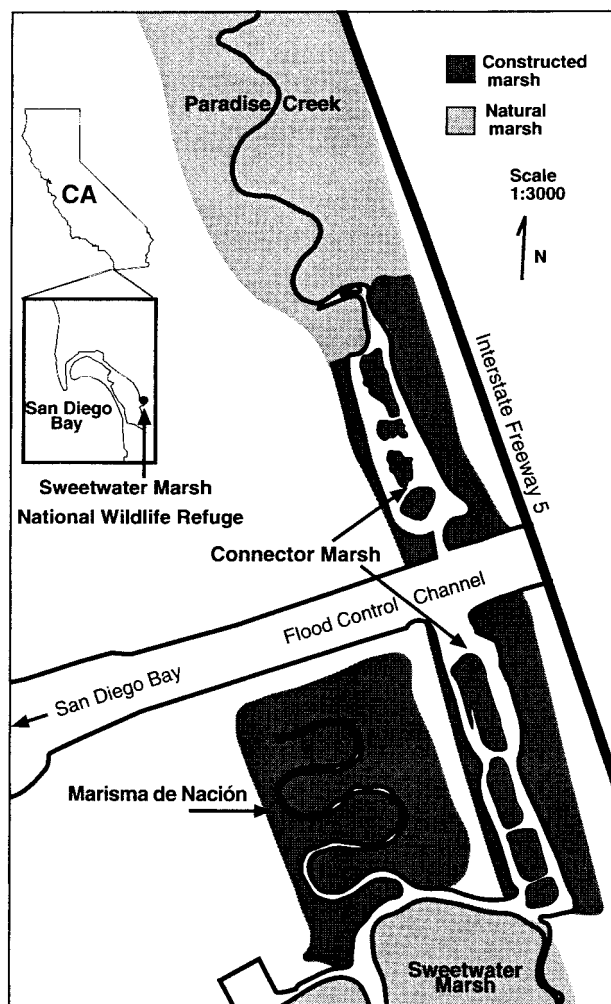 Paradise Creek
Constructed
marsh
Natural
marsh
Scale
1:3000
N
CA
San Diego
Bay
Sweetwater Marsh
National Wildlife Refuge
Interstate Freeway 5
Connector Marsh
Flood Control Channel
San Diego Bay
Marisma de Nación
Sweetwater
Marsh